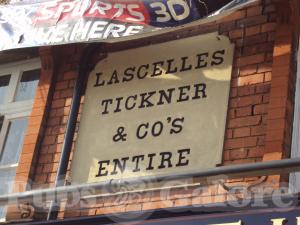 SPORTS 3D
HERE
LASCELLES
TICKNER
& CO'S
ENTIRE
Pubs Galore